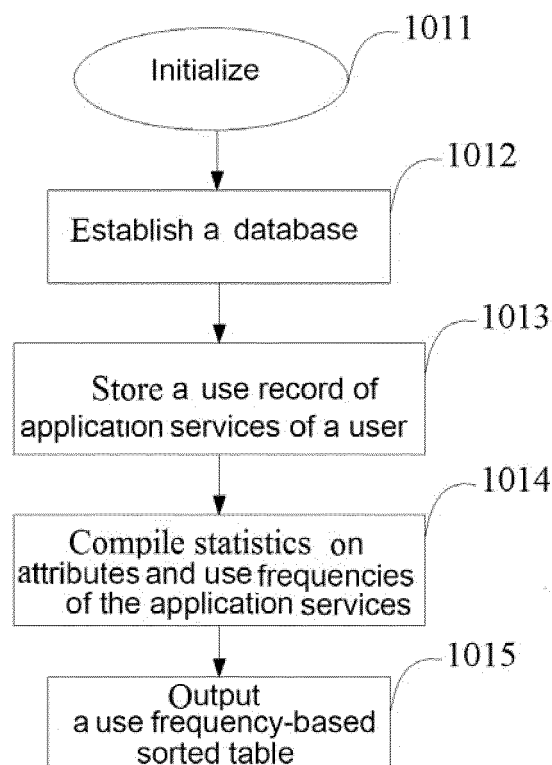 1011
Initialize
1012
Establish a database
1013
Store a use record of
application services of a user
1014
Compile statistics on
attributes and use frequencies
of the application services
1015
Output
a use frequency-based
sorted table